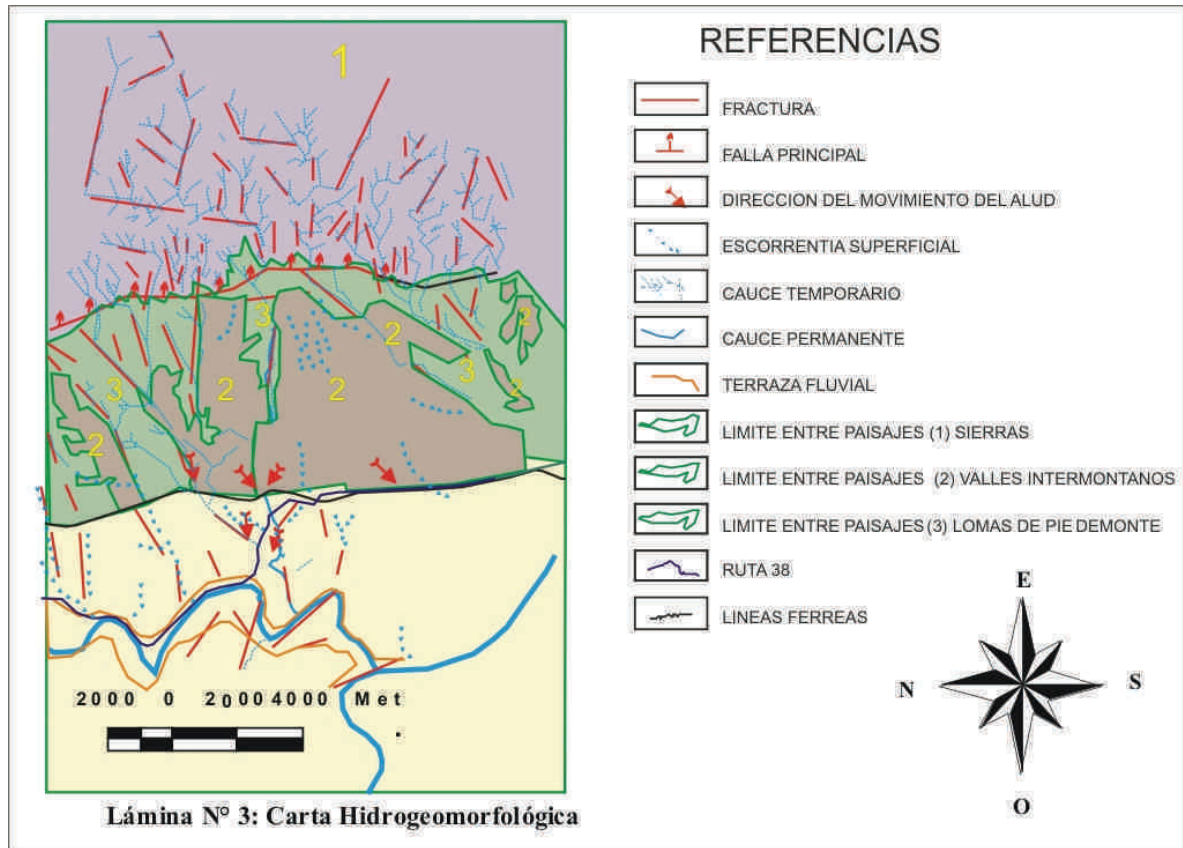 REFERENCIAS
FRACTURA
FALLA PRINCIPAL
DIRECCION DEL MOVIMIENTO DEL ALUD
ESCORRENTIA SUPERFICIAL
CAUCE TEMPORARIO
CAUCE PERMANENTE
TERRAZA FLUVIAL
LIMITE ENTRE PAISAJES (1) SIERRAS
LIMITE ENTRE PAISAJES (2) VALLES INTERMONTANOS
LIMITE ENTRE PAISAJES (3) LOMAS DE PIE DEMONTE
RUTA 38
LINEAS FERREAS
1
2
3
2
3
2
2
3
2
2
E
N S
O
2000 0 2000 4000 Met.
Lámina N° 3: Carta Hidrogeomorfológica